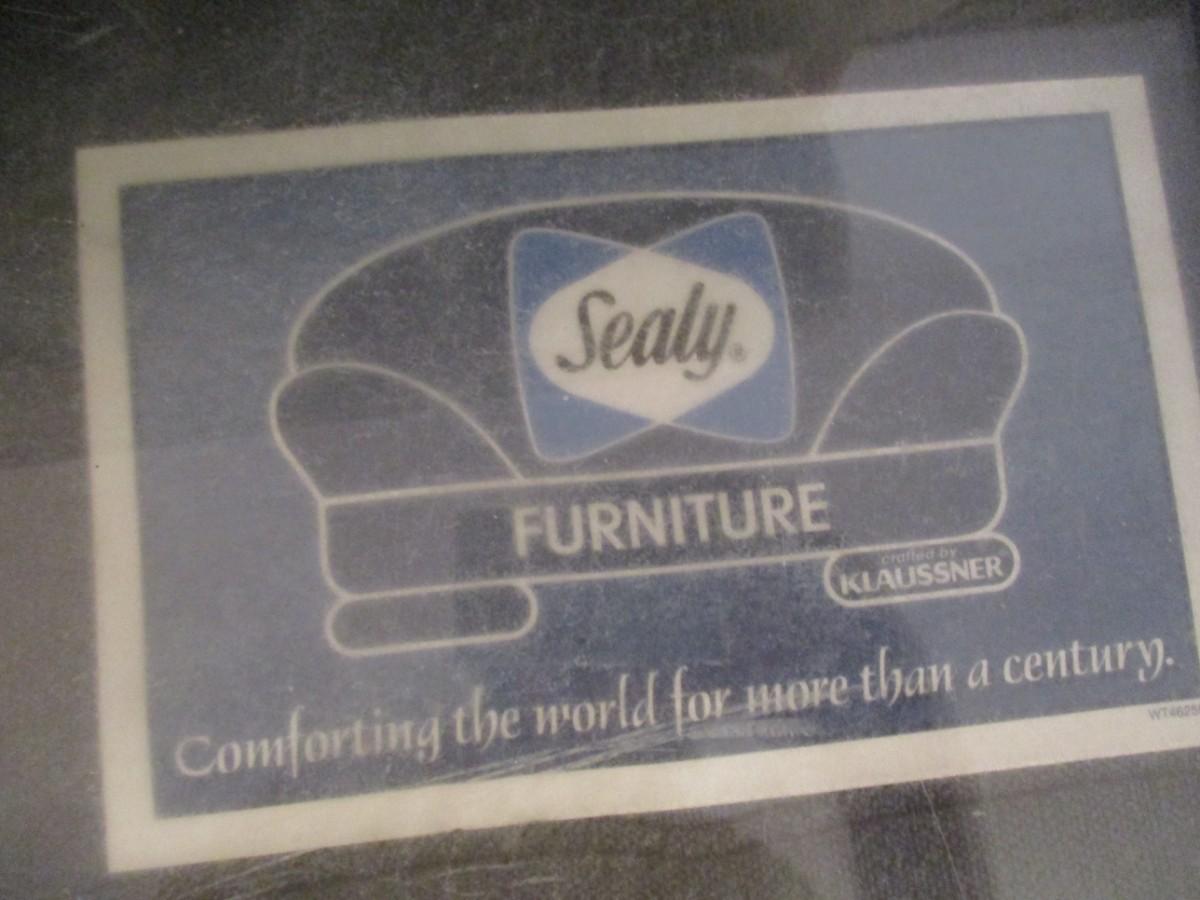 Sealy®
FURNITURE
crafted by
KLAUSSNER
Comforting the world for more than a century.